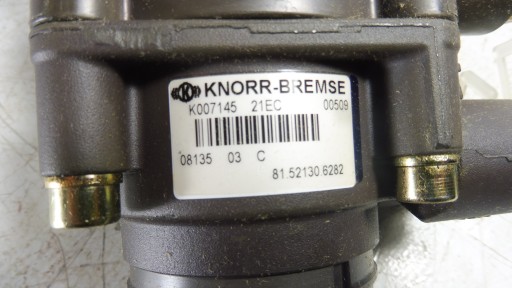 K KNORR-BREMSE
K007145 21EC 00509
08135 03 C
81.52130.6282